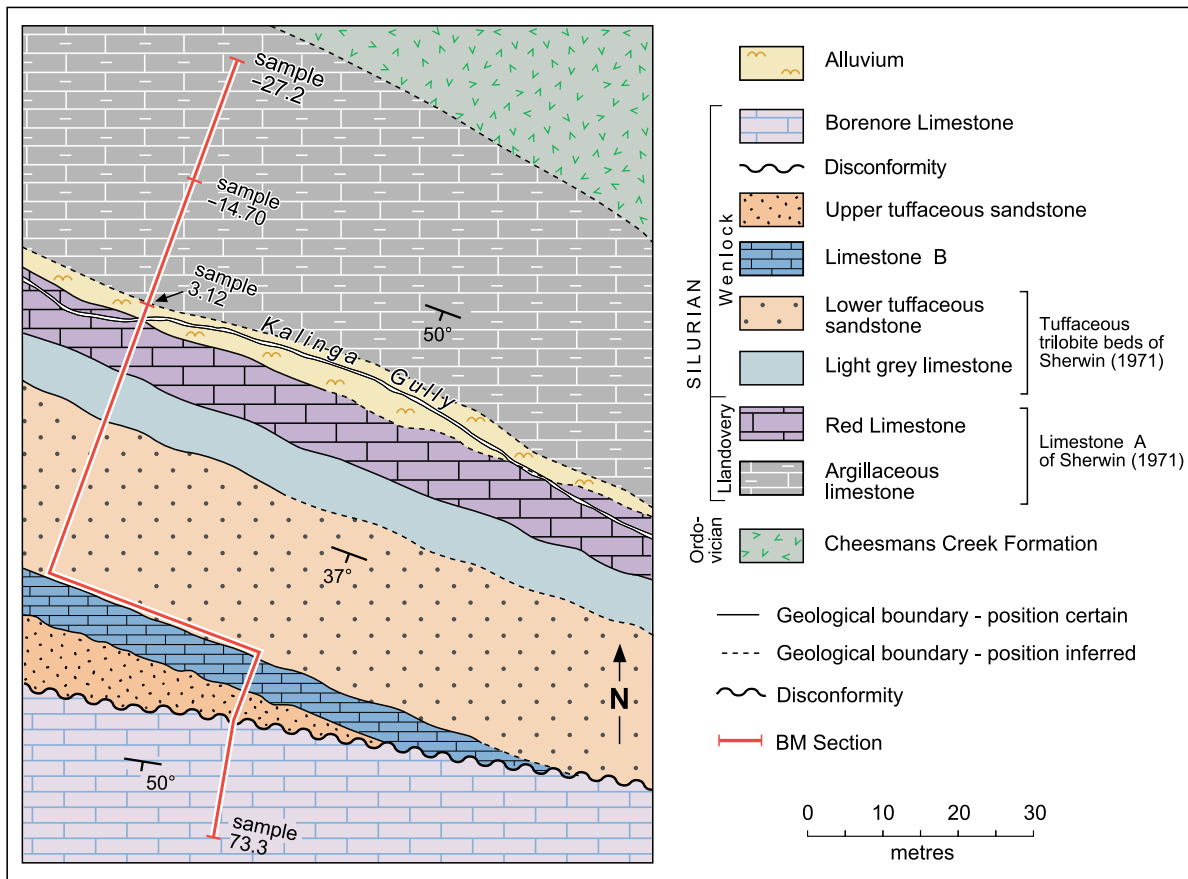 sample
−27.2
sample
−14.70
sample
3.12
Kalinga
Gully
50°
37°
50°
N
sample
73.3
Alluvium
Borenore Limestone
Disconformity
Upper tuffaceous sandstone
Limestone B
Lower tuffaceous
sandstone
Light grey limestone
Red Limestone
Argillaceous
limestone
Cheesmans Creek Formation
SILURIAN
Wenlock
Llandovery
Ordo-
vician
Tuffaceous
trilobite beds of
Sherwin (1971)
Limestone A
of Sherwin (1971)
Geological boundary - position certain
Geological boundary - position inferred
Disconformity
BM Section
0 10 20 30
metres